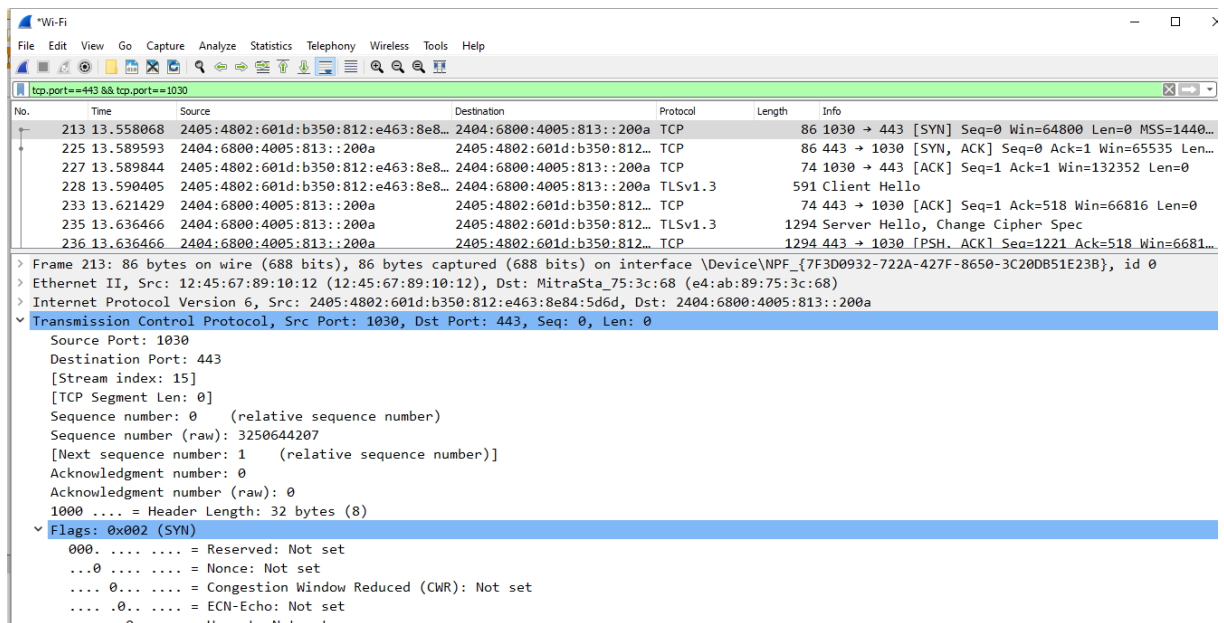 *Wi-Fi
File Edit View Go Capture Analyze Statistics Telephony Wireless Tools Help
tcp.port==443 && tcp.port==1030
No. Time Source Destination Protocol Length Info
213 13.558068 2405:4802:601d:b350:812:e463:8e8… 2404:6800:4005:813::200a TCP 86 1030 → 443 [SYN] Seq=0 Win=64800 Len=0 MSS=1440…
225 13.589593 2404:6800:4005:813::200a 2405:4802:601d:b350:812… TCP 86 443 → 1030 [SYN, ACK] Seq=0 Ack=1 Win=65535 Len…
227 13.589844 2405:4802:601d:b350:812:e463:8e8… 2404:6800:4005:813::200a TCP 74 1030 → 443 [ACK] Seq=1 Ack=1 Win=132352 Len=0
228 13.590405 2405:4802:601d:b350:812:e463:8e8… 2404:6800:4005:813::200a TLSv1.3 591 Client Hello
233 13.621429 2404:6800:4005:813::200a 2405:4802:601d:b350:812… TCP 74 443 → 1030 [ACK] Seq=1 Ack=518 Win=66816 Len=0
235 13.636466 2404:6800:4005:813::200a 2405:4802:601d:b350:812… TLSv1.3 1294 Server Hello, Change Cipher Spec
236 13.636466 2404:6800:4005:813::200a 2405:4802:601d:b350:812… TCP 1294 443 → 1030 [PSH, ACK] Seq=1221 Ack=518 Win=6681…
Frame 213: 86 bytes on wire (688 bits), 86 bytes captured (688 bits) on interface \Device\NPF_{7F3D0932-722A-427F-8650-3C20DB51E23B}, id 0
Ethernet II, Src: 12:45:67:89:10:12 (12:45:67:89:10:12), Dst: MitraSta_75:3c:68 (e4:ab:89:75:3c:68)
Internet Protocol Version 6, Src: 2405:4802:601d:b350:812:e463:8e84:5d6d, Dst: 2404:6800:4005:813::200a
Transmission Control Protocol, Src Port: 1030, Dst Port: 443, Seq: 0, Len: 0
Source Port: 1030
Destination Port: 443
[Stream index: 15]
[TCP Segment Len: 0]
Sequence number: 0 (relative sequence number)
Sequence number (raw): 3250644207
[Next sequence number: 1 (relative sequence number)]
Acknowledgment number: 0
Acknowledgment number (raw): 0
1000 .... = Header Length: 32 bytes (8)
Flags: 0x002 (SYN)
000. .... .... = Reserved: Not set
...0 .... .... = Nonce: Not set
.... 0... .... = Congestion Window Reduced (CWR): Not set
.... .0.. .... = ECN-Echo: Not set